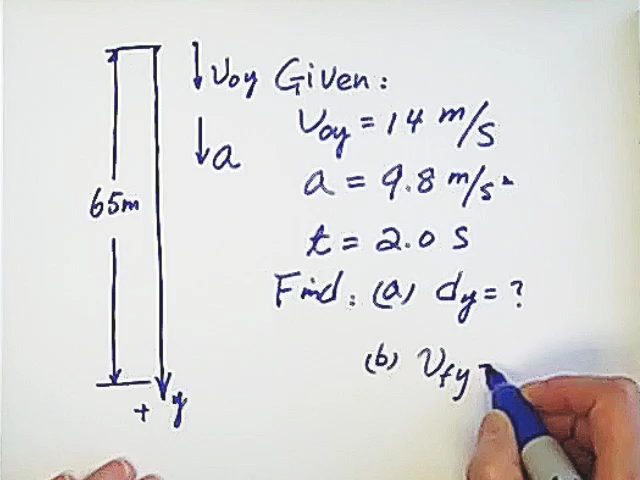 v₀y Given:
v₀y = 14 m/s
a
a = 9.8 m/s²
65m
t = 2.0 s
Find: (a) dy = ?
(b) Vfy =
+ y